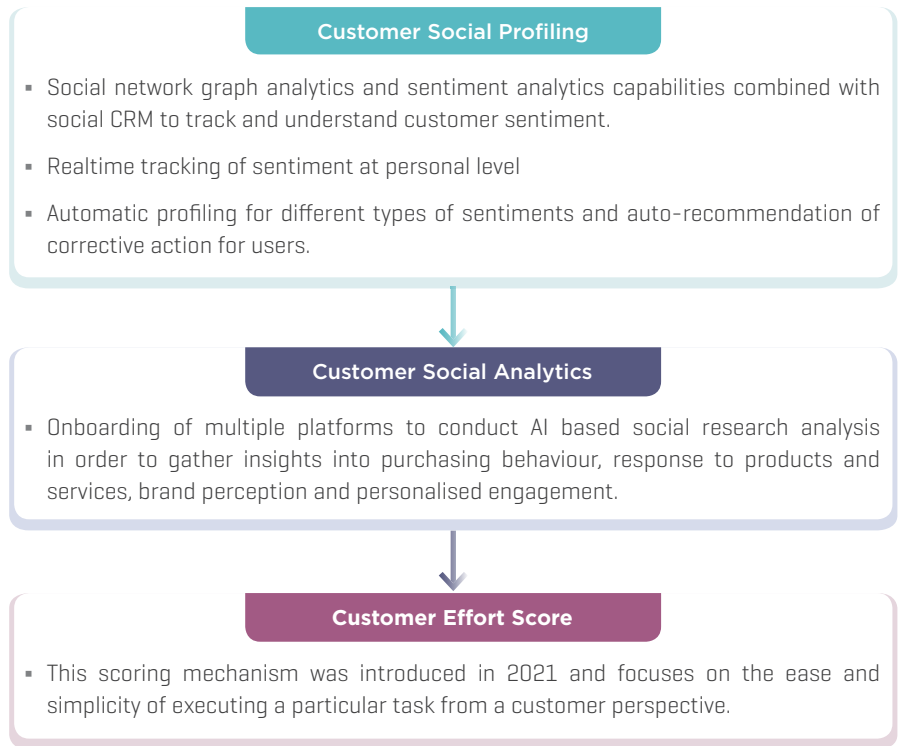 Customer Social Profiling
▪ Social network graph analytics and sentiment analytics capabilities combined with
social CRM to track and understand customer sentiment.
▪ Realtime tracking of sentiment at personal level
▪ Automatic profiling for different types of sentiments and auto-recommendation of
corrective action for users.
Customer Social Analytics
▪ Onboarding of multiple platforms to conduct AI based social research analysis
in order to gather insights into purchasing behaviour, response to products and
services, brand perception and personalised engagement.
Customer Effort Score
▪ This scoring mechanism was introduced in 2021 and focuses on the ease and
simplicity of executing a particular task from a customer perspective.